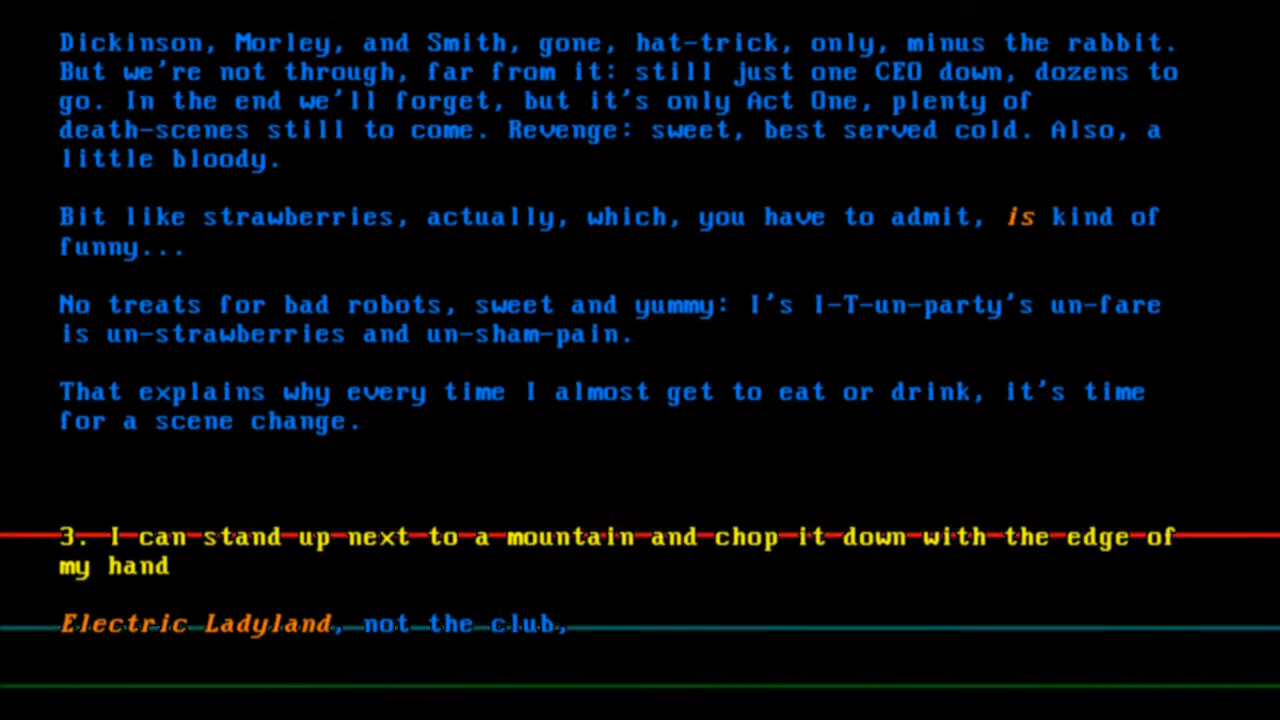 Dickinson, Morley, and Smith, gone, hat-trick, only, minus the rabbit.
But we're not through, far from it: still just one CEO down, dozens to
go. In the end we'll forget, but it's only Act One, plenty of
death-scenes still to come. Revenge: sweet, best served cold. Also, a
little bloody.
Bit like strawberries, actually, which, you have to admit, is kind of
funny...
No treats for bad robots, sweet and yummy: I's I-T-un-party's un-fare
is un-strawberries and un-sham-pain.
That explains why every time I almost get to eat or drink, it's time
for a scene change.
3. I can stand up next to a mountain and chop it down with the edge of
my hand
Electric Ladyland, not the club,